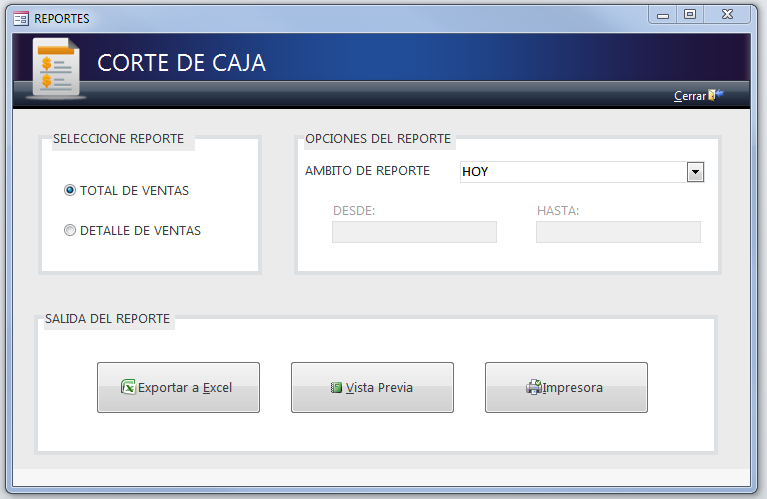 REPORTES
CORTE DE CAJA
Cerrar
SELECCIONE REPORTE
TOTAL DE VENTAS
DETALLE DE VENTAS
OPCIONES DEL REPORTE
AMBITO DE REPORTE HOY
DESDE: HASTA:
SALIDA DEL REPORTE
Exportar a Excel Vista Previa Impresora